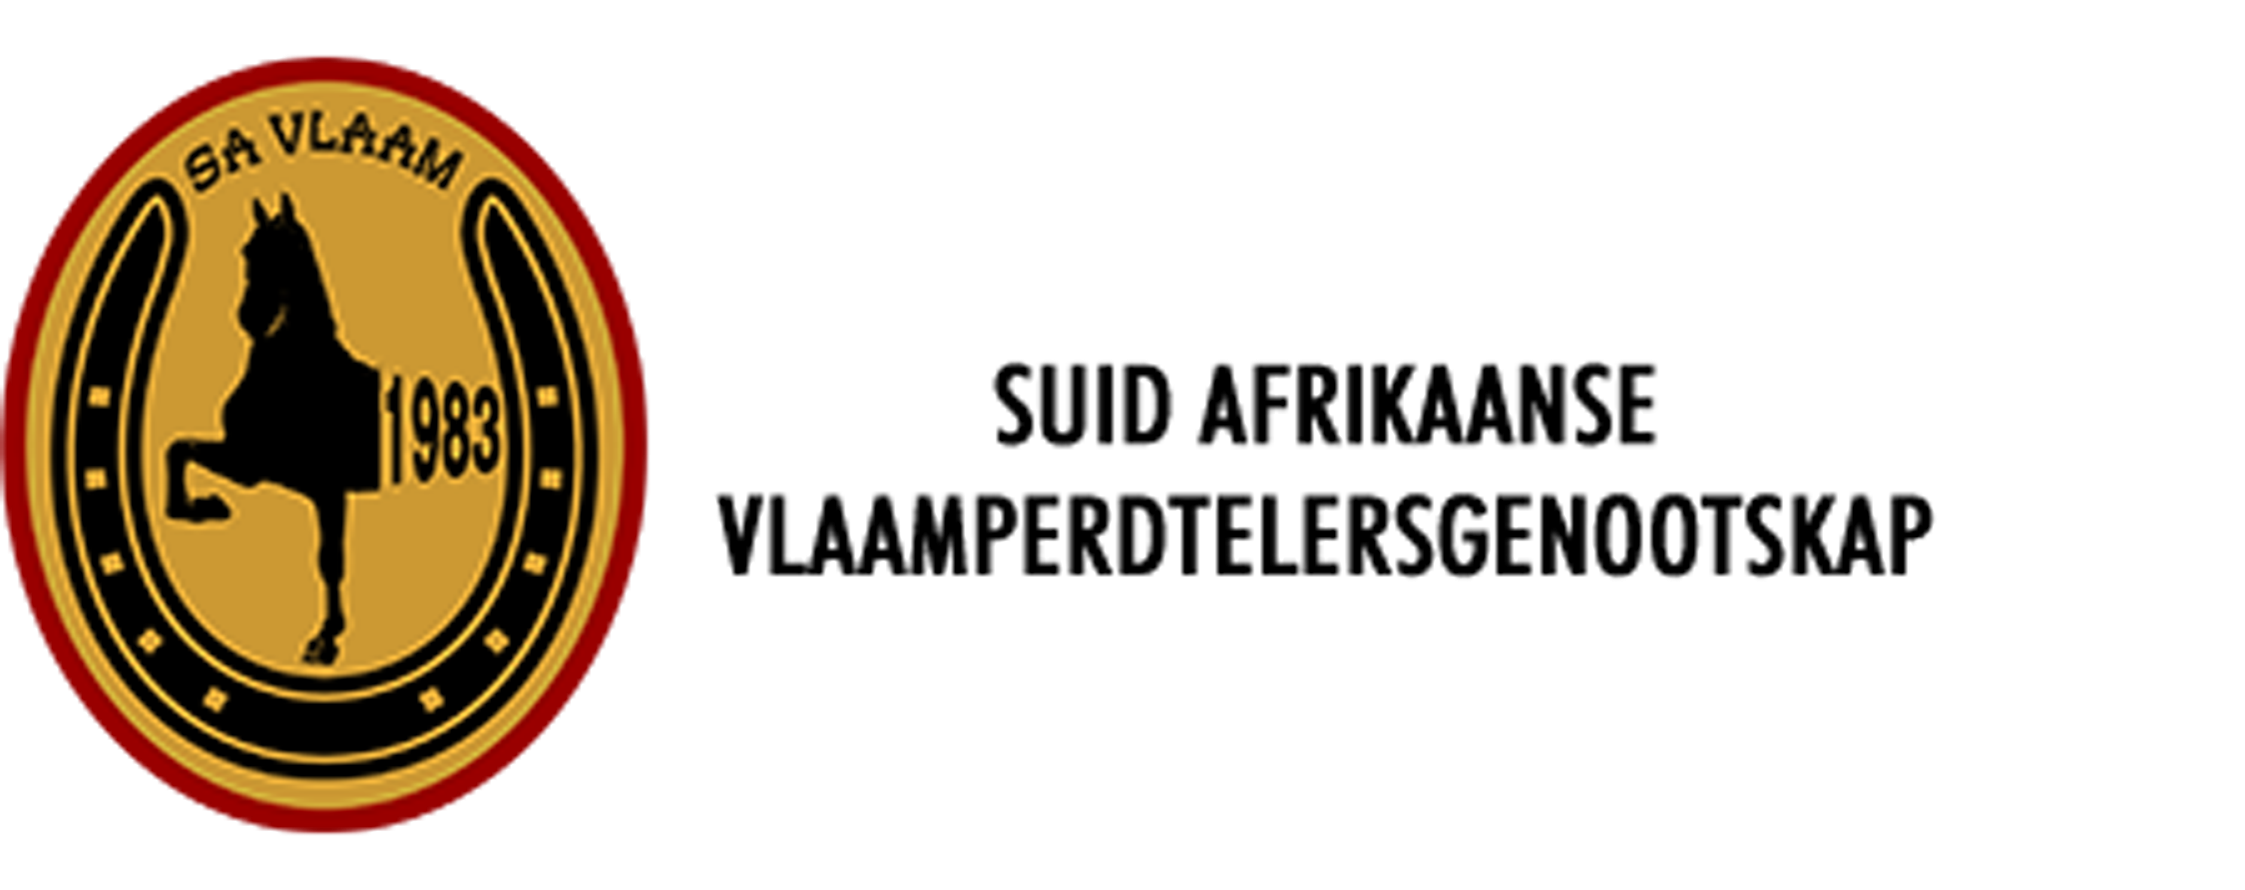 SA VLAAM
1983
SUID AFRIKAANSE
VLAAMPERDTELERSGENOOTSKAP